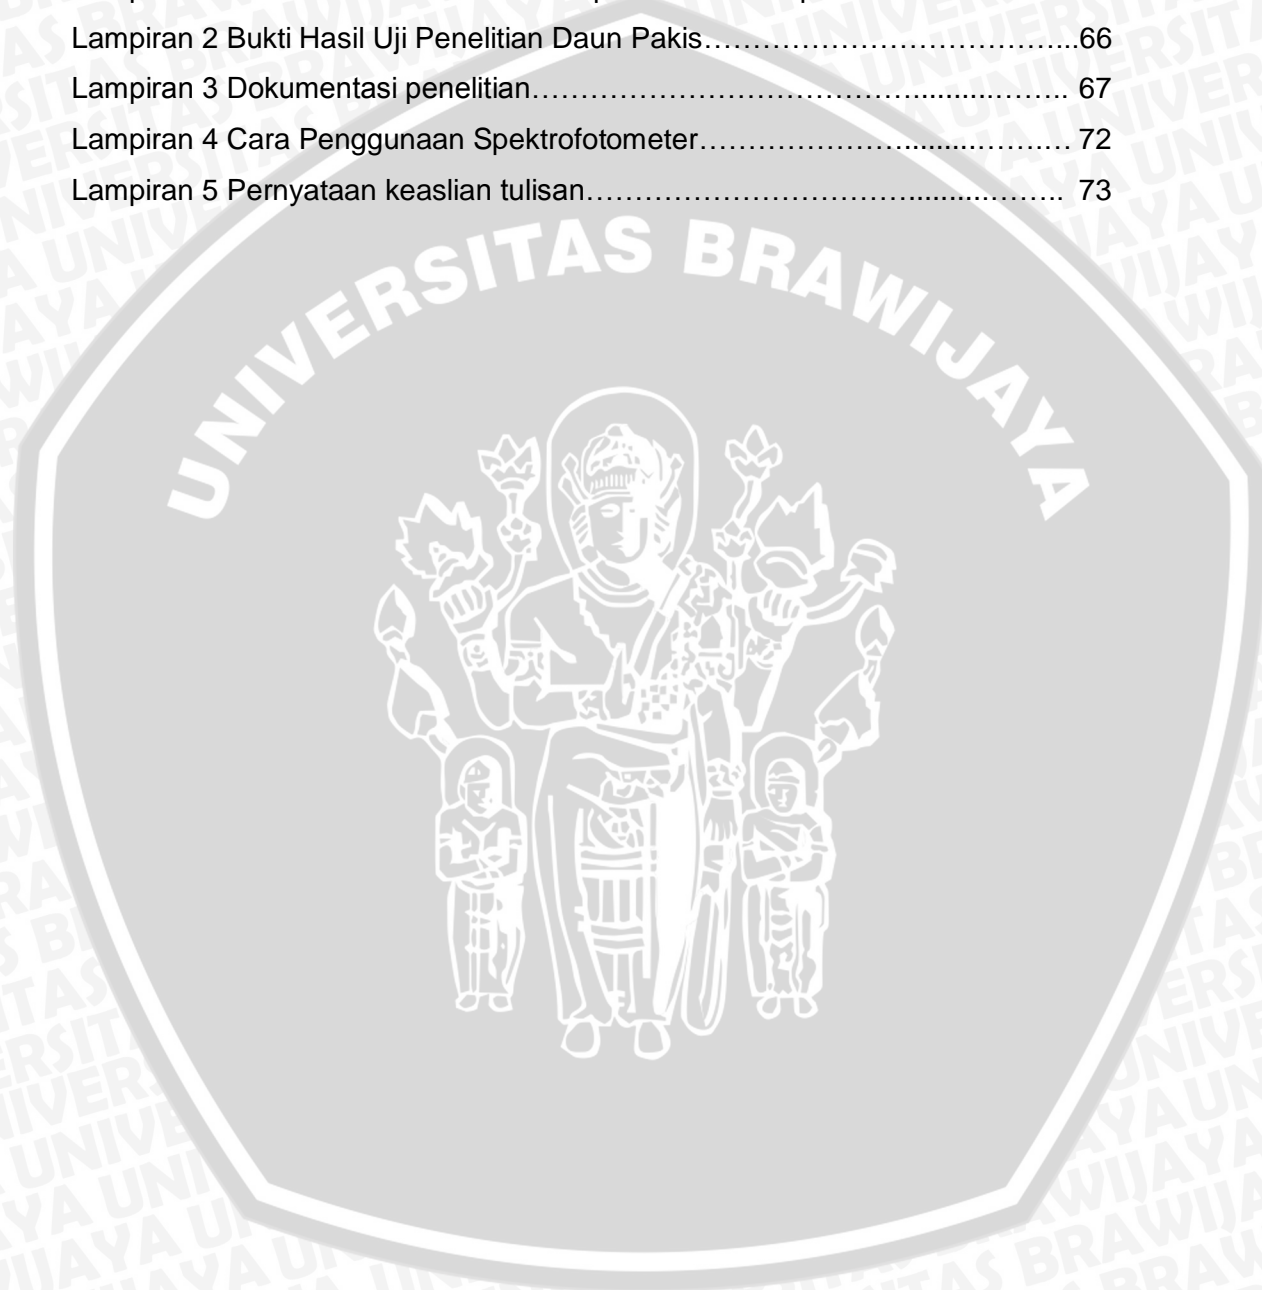 Lampiran 2 Bukti Hasil Uji Penelitian Daun Pakis…………………………………...66
Lampiran 3 Dokumentasi penelitian…………………………………...........……. 67
Lampiran 4 Cara Penggunaan Spektrofotometer…………………..........…….… 72
Lampiran 5 Pernyataan keaslian tulisan……………………………...........……. 73
UNIVERSITAS BRAWIJAYA